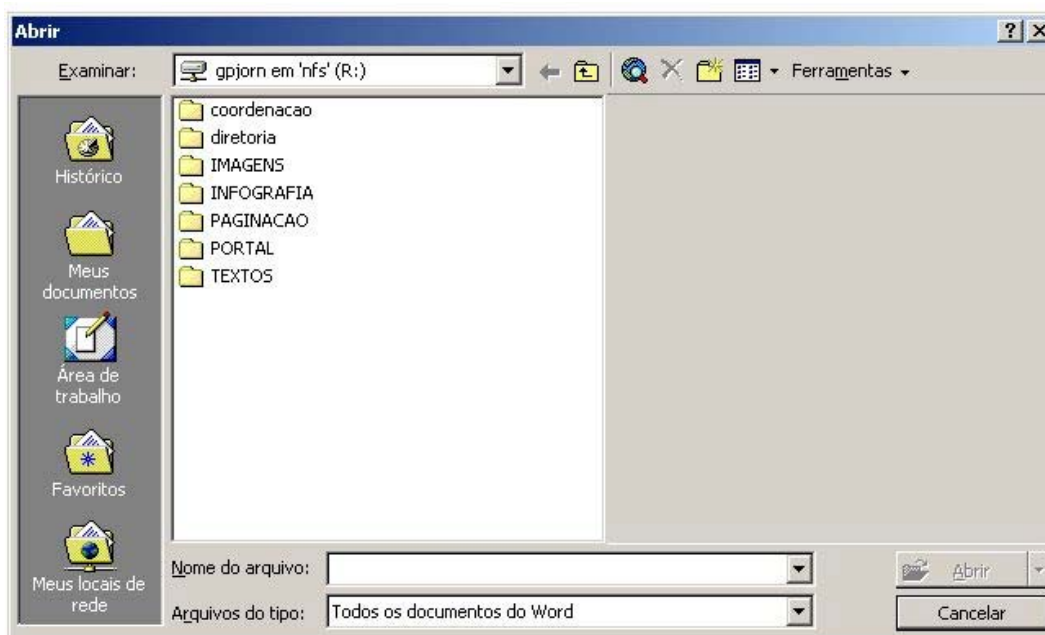 Abrir
Examinar:
gpjorn em 'nfs' (R:)
Ferramentas
Histórico
Meus
documentos
Área de
trabalho
Favoritos
Meus locais de
rede
coordenacao
diretoria
IMAGENS
INFOGRAFIA
PAGINACAO
PORTAL
TEXTOS
Nome do arquivo:
Abrir
Arquivos do tipo:
Todos os documentos do Word
Cancelar